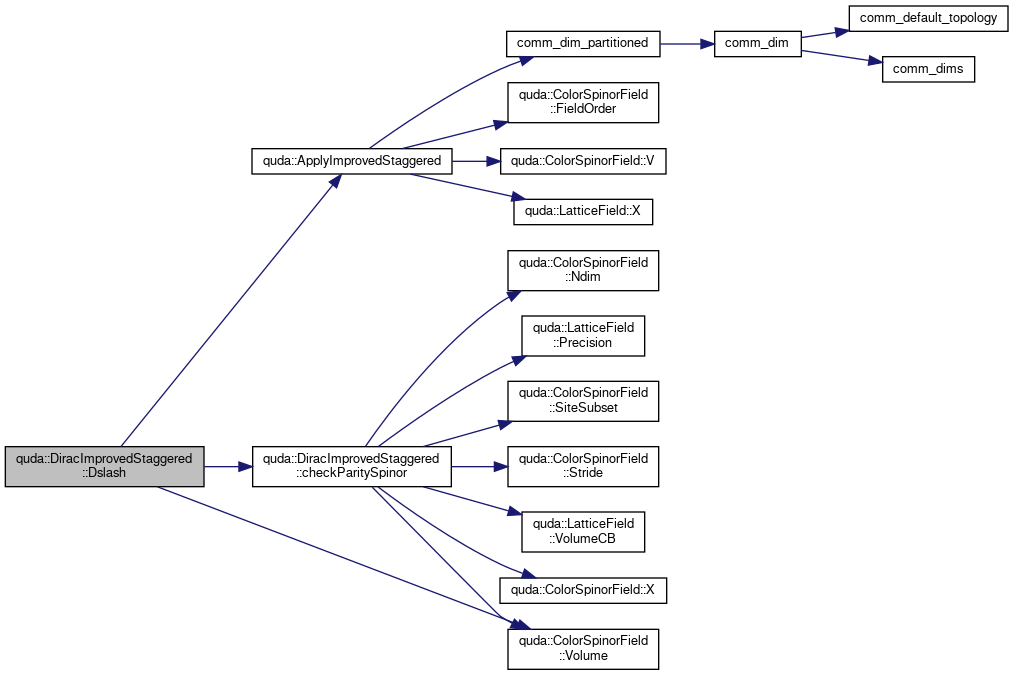 comm_default_topology
comm_dim_partitioned
comm_dim
comm_dims
quda::ColorSpinorField
::FieldOrder
quda::ApplyImprovedStaggered
quda::ColorSpinorField::V
quda::LatticeField::X
quda::ColorSpinorField
::Ndim
quda::LatticeField
::Precision
quda::ColorSpinorField
::SiteSubset
quda::DiracImprovedStaggered
::Dslash
quda::DiracImprovedStaggered
::checkParitySpinor
quda::ColorSpinorField
::Stride
quda::LatticeField
::VolumeCB
quda::ColorSpinorField::X
quda::ColorSpinorField
::Volume